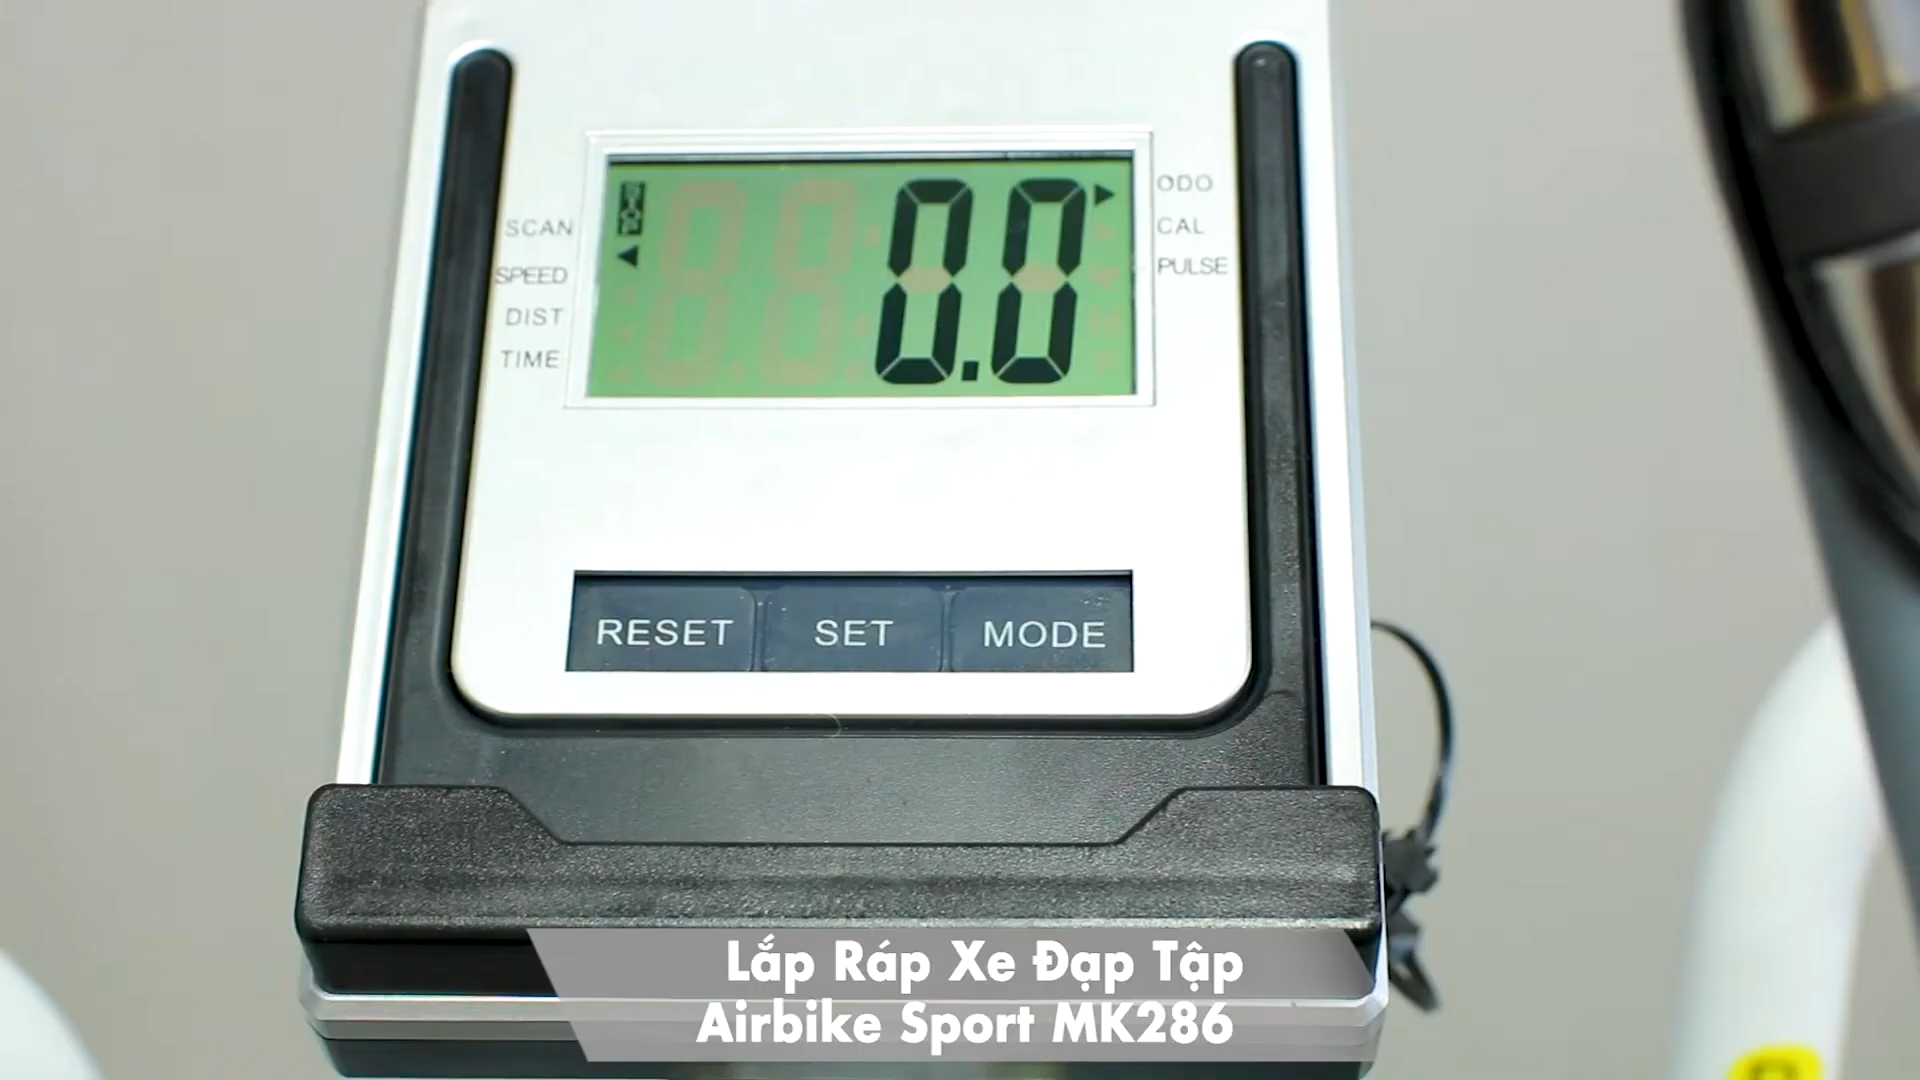 ODO
SCAN
CAL
SPEED
PULSE
DIST
TIME
0.0
RESET SET MODE
Lắp Ráp Xe Đạp Tập
Airbike Sport MK286